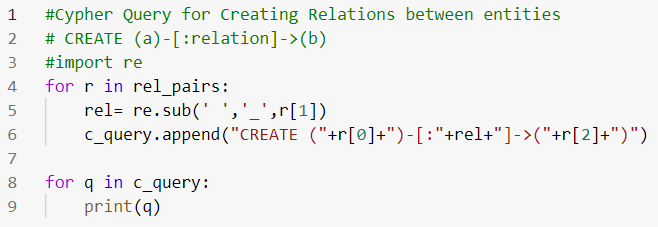 1 #Cypher Query for Creating Relations between entities
2 # CREATE (a)-[:relation]->(b)
3 #import re
4 for r in rel_pairs:
5     rel= re.sub(' ','_',r[1])
6     c_query.append("CREATE ("+r[0]+")-[:"+rel+"]->("+r[2]+")")
7
8 for q in c_query:
9     print(q)